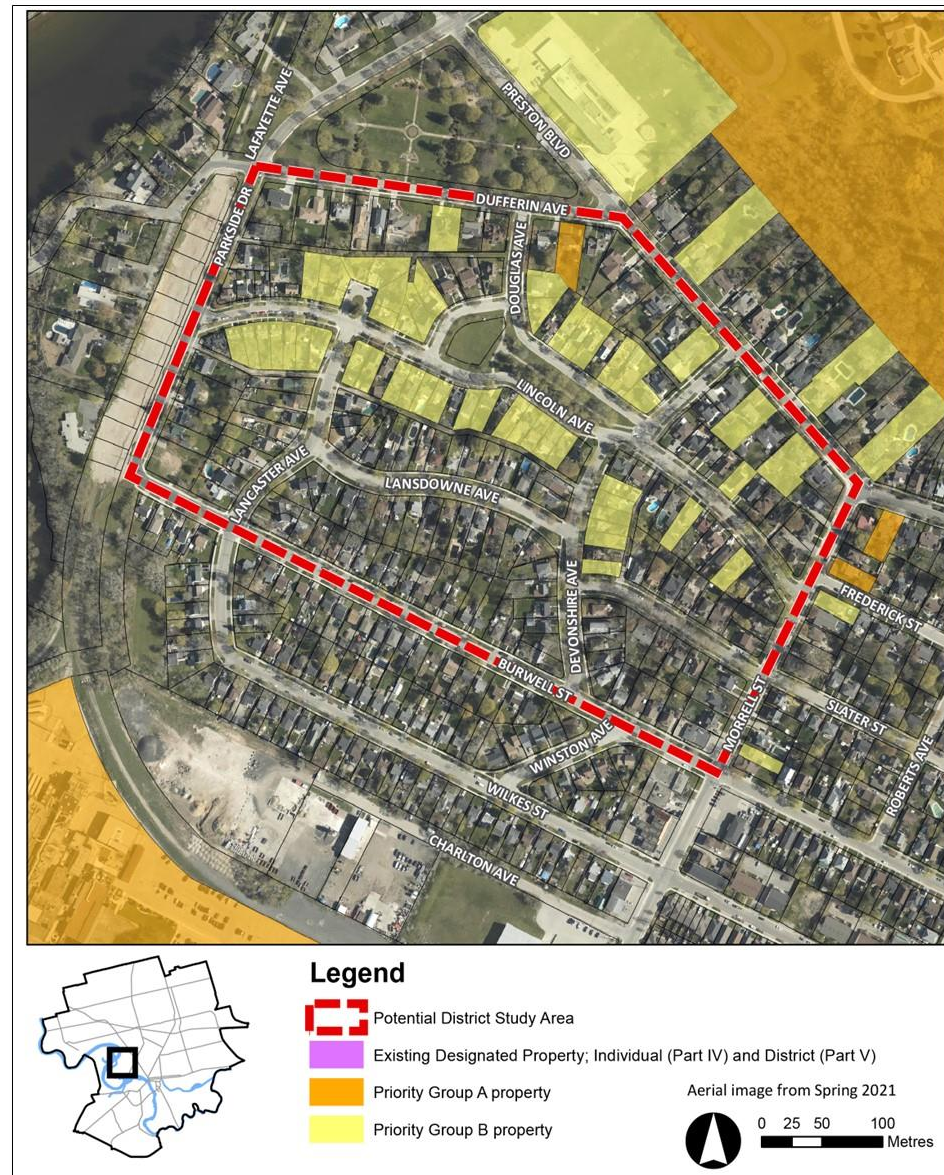 LAFAYETTE AVE
PRESTON BLVD
PARKSIDE DR
DUFFERIN AVE
DOUGLAS AVE
LINCOLN AVE
LANCASTER AVE
LANSDOWNE AVE
DEVONSHIRE AVE
FREDERICK ST
BURWELL ST
MORRELL ST
SLATER ST
WINSTON AVE
ROBERTS AVE
WILKES ST
CHARLTON AVE
Legend
Potential District Study Area
Existing Designated Property; Individual (Part IV) and District (Part V)
Priority Group A property
Priority Group B property
Aerial image from Spring 2021
0 25 50 100
Metres